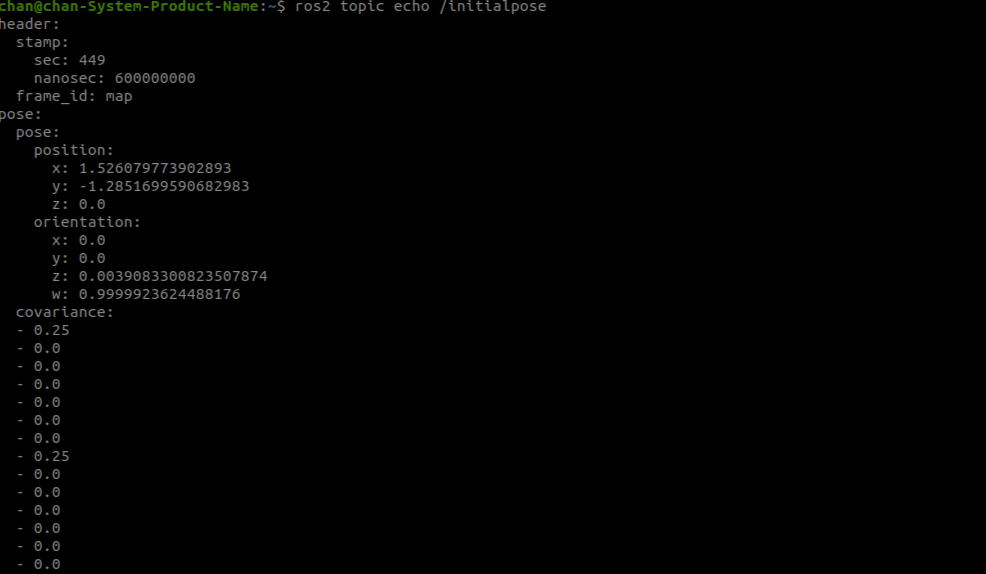 chan@chan-System-Product-Name:~$ ros2 topic echo /initialpose
header:
  stamp:
    sec: 449
    nanosec: 600000000
  frame_id: map
pose:
  pose:
    position:
      x: 1.526079773902893
      y: -1.2851699590682983
      z: 0.0
    orientation:
      x: 0.0
      y: 0.0
      z: 0.0039083300823507874
      w: 0.9999923624488176
  covariance:
  - 0.25
  - 0.0
  - 0.0
  - 0.0
  - 0.0
  - 0.0
  - 0.0
  - 0.25
  - 0.0
  - 0.0
  - 0.0
  - 0.0
  - 0.0
  - 0.0